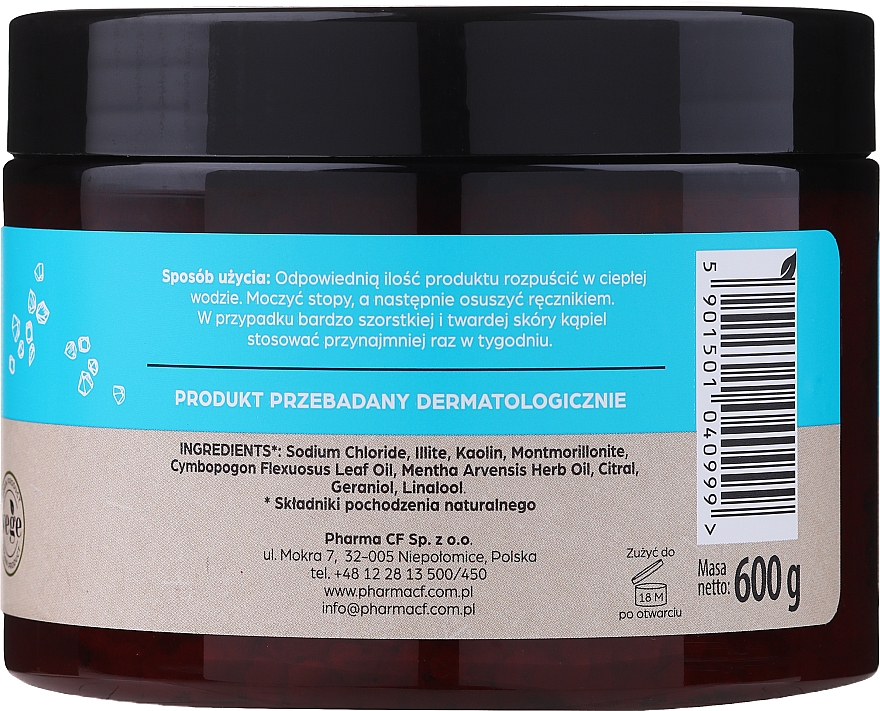 Sposób użycia: Odpowiednią ilość produktu rozpuścić w ciepłej
wodzie. Moczyć stopy, a następnie osuszyć ręcznikiem.
W przypadku bardzo szorstkiej i twardej skóry kąpiel
stosować przynajmniej raz w tygodniu.
PRODUKT PRZEBADANY DERMATOLOGICZNIE
INGREDIENTS*: Sodium Chloride, Illite, Kaolin, Montmorillonite,
Cymbopogon Flexuosus Leaf Oil, Mentha Arvensis Herb Oil, Citral,
Geraniol, Linalool.
* Składniki pochodzenia naturalnego
Pharma CF Sp. z o.o.
ul. Mokra 7, 32-005 Niepołomice, Polska
tel. +48 12 28 13 500/450
www.pharmacf.com.pl
info@pharmacf.com.pl
Zużyć do
18 M
po otwarciu
Masa
netto: 600 g
5 901501 040999 >